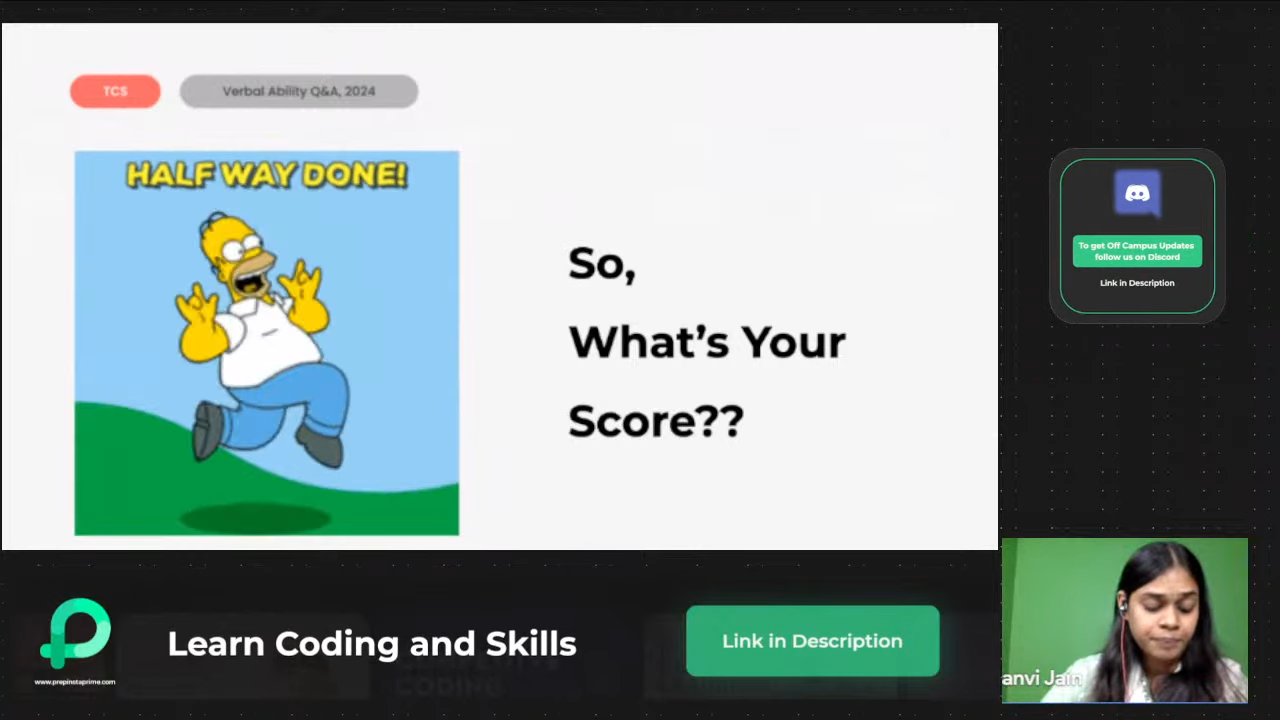 TCS
Verbal Ability Q&A, 2024
HALF WAY DONE!
So,
What's Your
Score??
To get Off Campus Updates
follow us on Discord
Link in Description
www.prepinstaprime.com
Learn Coding and Skills
Link in Description
anvi Jain